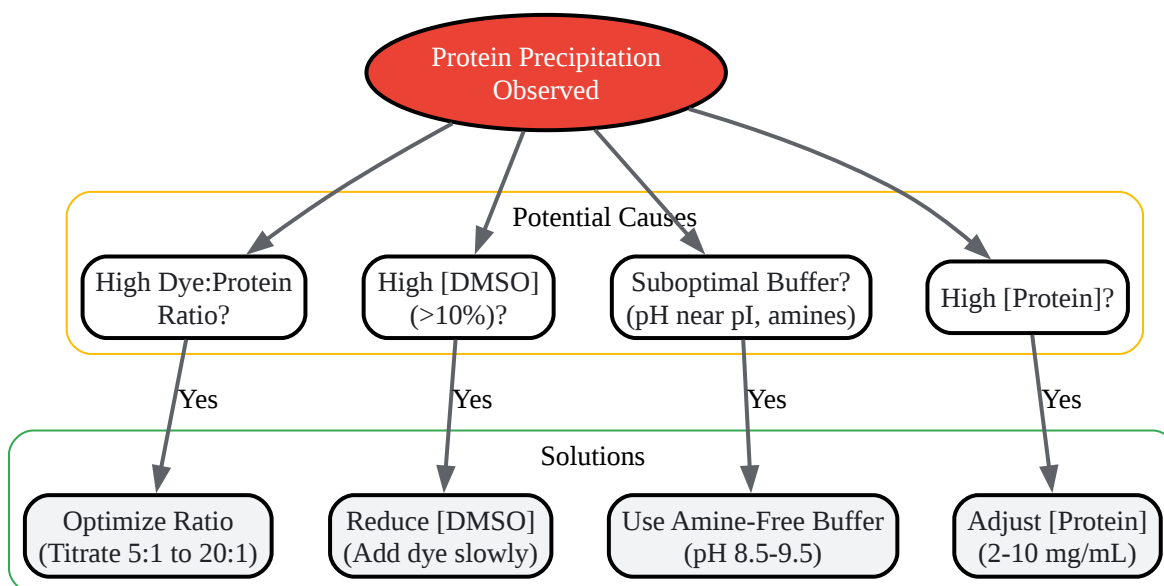 Protein Precipitation
Observed
Potential Causes
High Dye:Protein
Ratio?
High [DMSO]
(>10%)?
Suboptimal Buffer?
(pH near pI, amines)
High [Protein]?
Yes
Yes
Yes
Yes
Solutions
Optimize Ratio
(Titrate 5:1 to 20:1)
Reduce [DMSO]
(Add dye slowly)
Use Amine-Free Buffer
(pH 8.5-9.5)
Adjust [Protein]
(2-10 mg/mL)